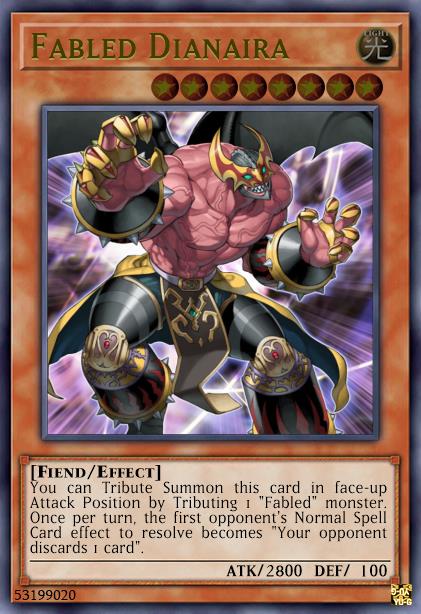 Fabled Dianaira
LIGHT
光
[Fiend/Effect]
You can Tribute Summon this card in face-up
Attack Position by Tributing 1 "Fabled" monster.
Once per turn, the first opponent's Normal Spell
Card effect to resolve becomes "Your opponent
discards 1 card".
ATK/2800 DEF/ 100
53199020